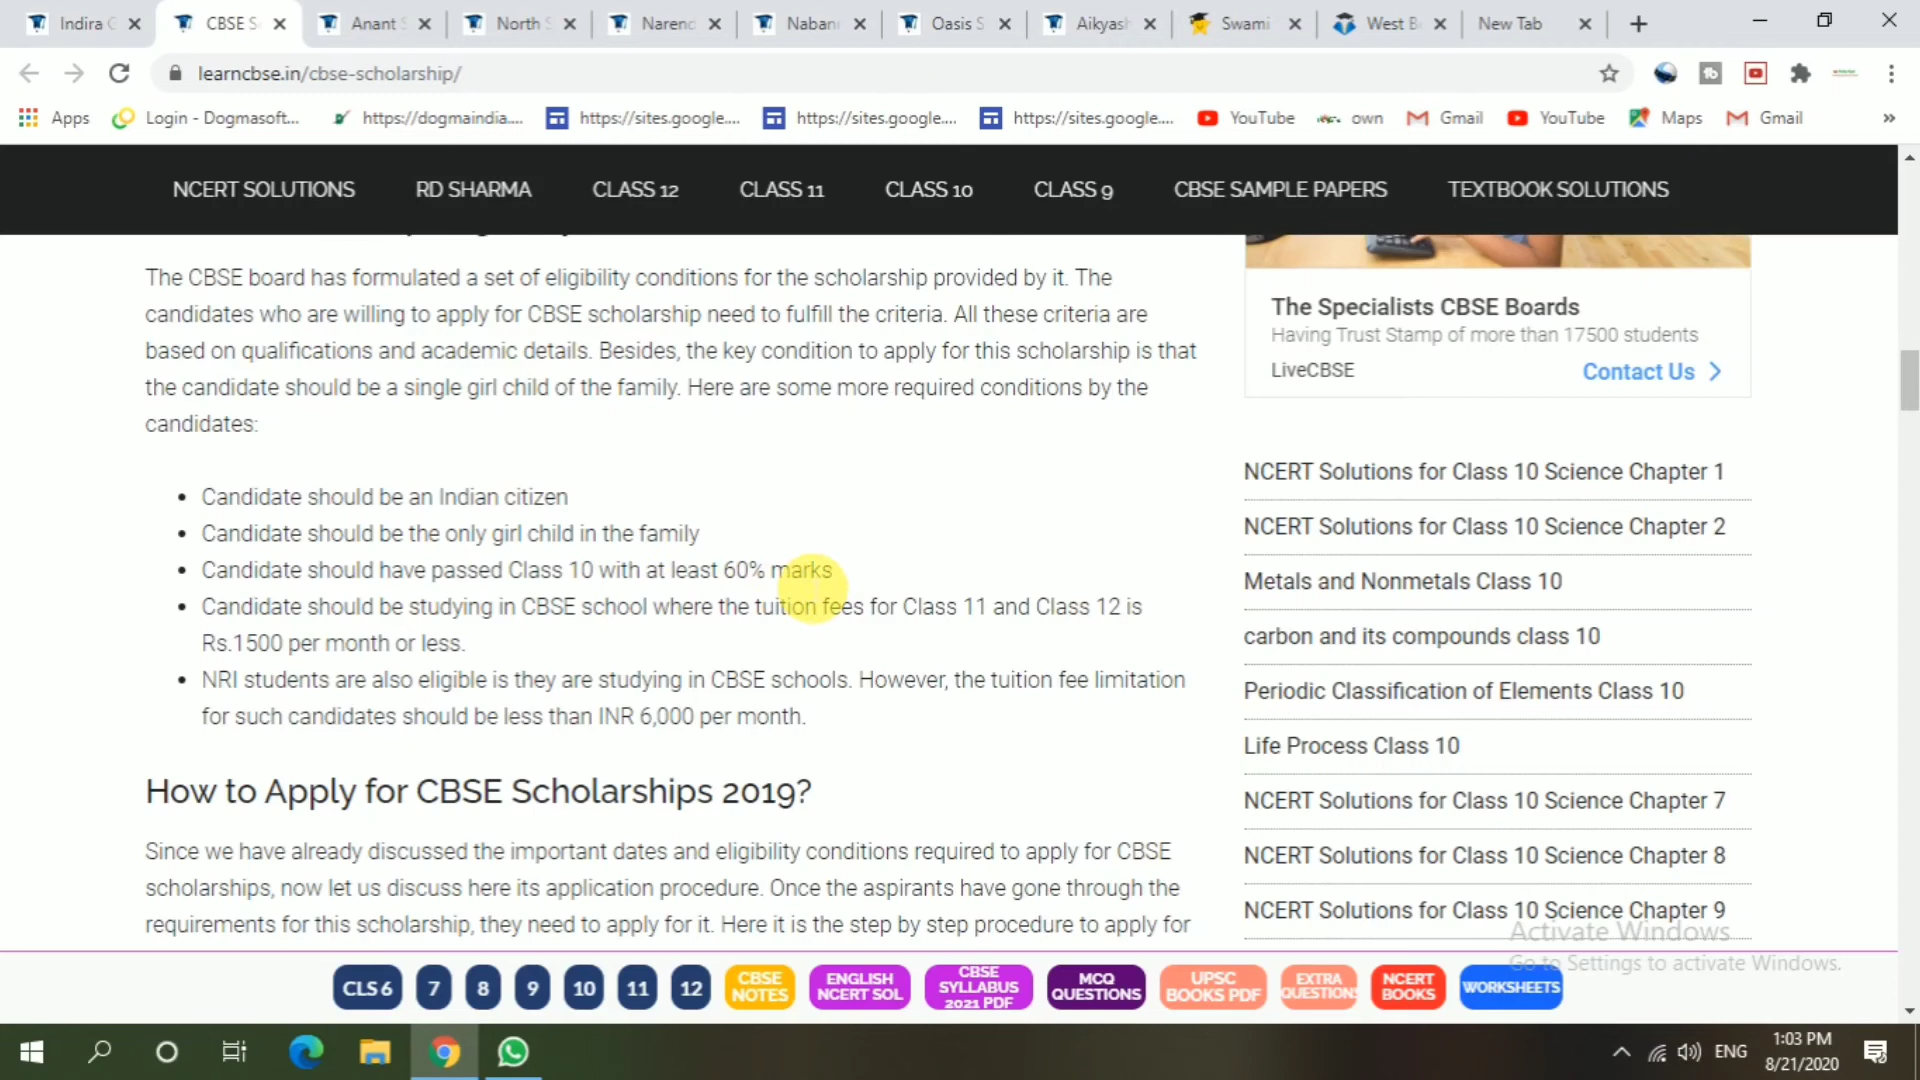 Indira C
CBSE S
Anant S
North S
Narend
Naban
Oasis S
Aikyash
Swami
West B
New Tab
learncbse.in/cbse-scholarship/
Apps
Login - Dogmasoft...
https://dogmaindia....
https://sites.google....
https://sites.google....
https://sites.google....
YouTube
own
Gmail
YouTube
Maps
Gmail
NCERT SOLUTIONS
RD SHARMA
CLASS 12
CLASS 11
CLASS 10
CLASS 9
CBSE SAMPLE PAPERS
TEXTBOOK SOLUTIONS
The CBSE board has formulated a set of eligibility conditions for the scholarship provided by it. The
candidates who are willing to apply for CBSE scholarship need to fulfill the criteria. All these criteria are
based on qualifications and academic details. Besides, the key condition to apply for this scholarship is that
the candidate should be a single girl child of the family. Here are some more required conditions by the
candidates:
• Candidate should be an Indian citizen
• Candidate should be the only girl child in the family
• Candidate should have passed Class 10 with at least 60% marks
• Candidate should be studying in CBSE school where the tuition fees for Class 11 and Class 12 is
Rs.1500 per month or less.
• NRI students are also eligible is they are studying in CBSE schools. However, the tuition fee limitation
for such candidates should be less than INR 6,000 per month.
How to Apply for CBSE Scholarships 2019?
Since we have already discussed the important dates and eligibility conditions required to apply for CBSE
scholarships, now let us discuss here its application procedure. Once the aspirants have gone through the
requirements for this scholarship, they need to apply for it. Here it is the step by step procedure to apply for
The Specialists CBSE Boards
Having Trust Stamp of more than 17500 students
LiveCBSE
Contact Us
NCERT Solutions for Class 10 Science Chapter 1
NCERT Solutions for Class 10 Science Chapter 2
Metals and Nonmetals Class 10
carbon and its compounds class 10
Periodic Classification of Elements Class 10
Life Process Class 10
NCERT Solutions for Class 10 Science Chapter 7
NCERT Solutions for Class 10 Science Chapter 8
NCERT Solutions for Class 10 Science Chapter 9
Activate Windows
Go to Settings to activate Windows.
CLS 6
7
8
9
10
11
12
CBSE
NOTES
ENGLISH
NCERT SOL
CBSE
SYLLABUS
2021 PDF
MCQ
QUESTIONS
UPSC
BOOKS PDF
EXTRA
QUESTIONS
NCERT
BOOKS
WORKSHEETS
ENG
1:03 PM
8/21/2020